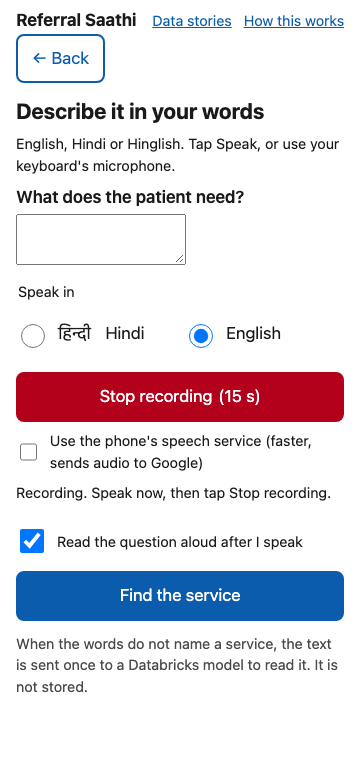 Referral Saathi Data stories How this works
← Back
Describe it in your words
English, Hindi or Hinglish. Tap Speak, or use your
keyboard's microphone.
What does the patient need?
Speak in
हिन्दी Hindi English
Stop recording (15 s)
Use the phone's speech service (faster,
sends audio to Google)
Recording. Speak now, then tap Stop recording.
Read the question aloud after I speak
Find the service
When the words do not name a service, the text
is sent once to a Databricks model to read it. It is
not stored.